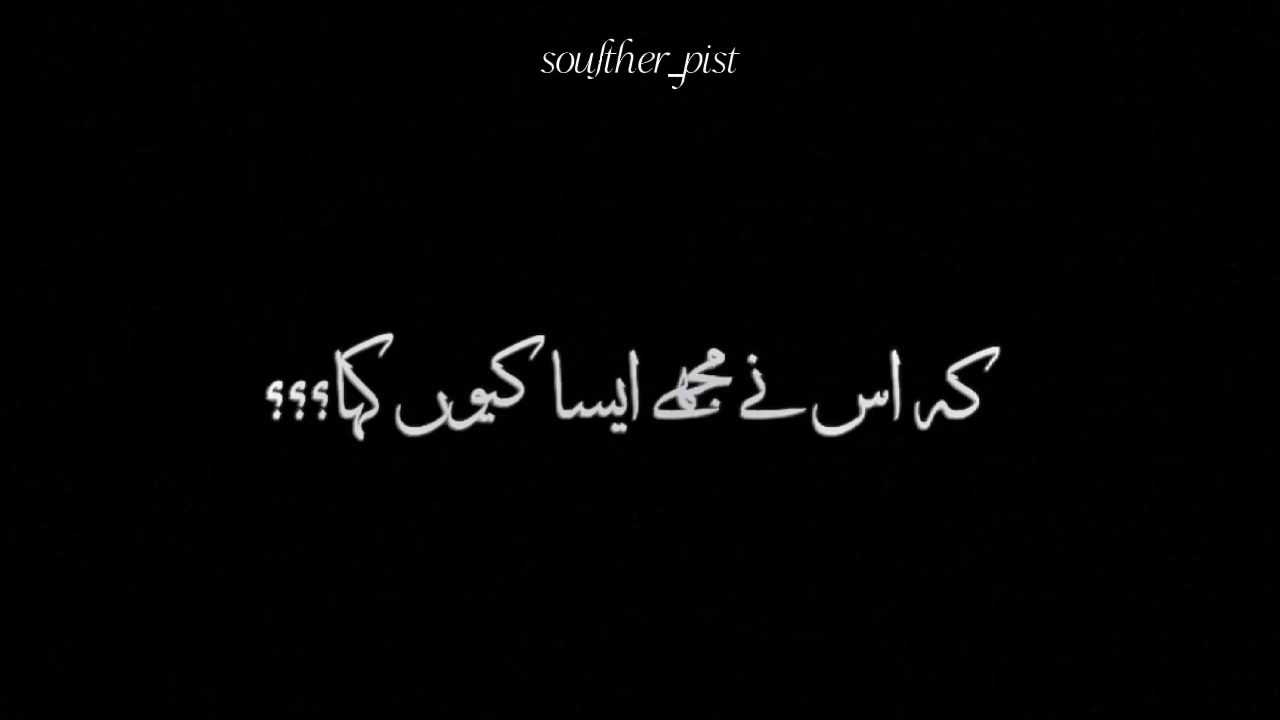 soulther_pist
کہ اس نے مجھے ایسا کیوں کہا؟؟؟